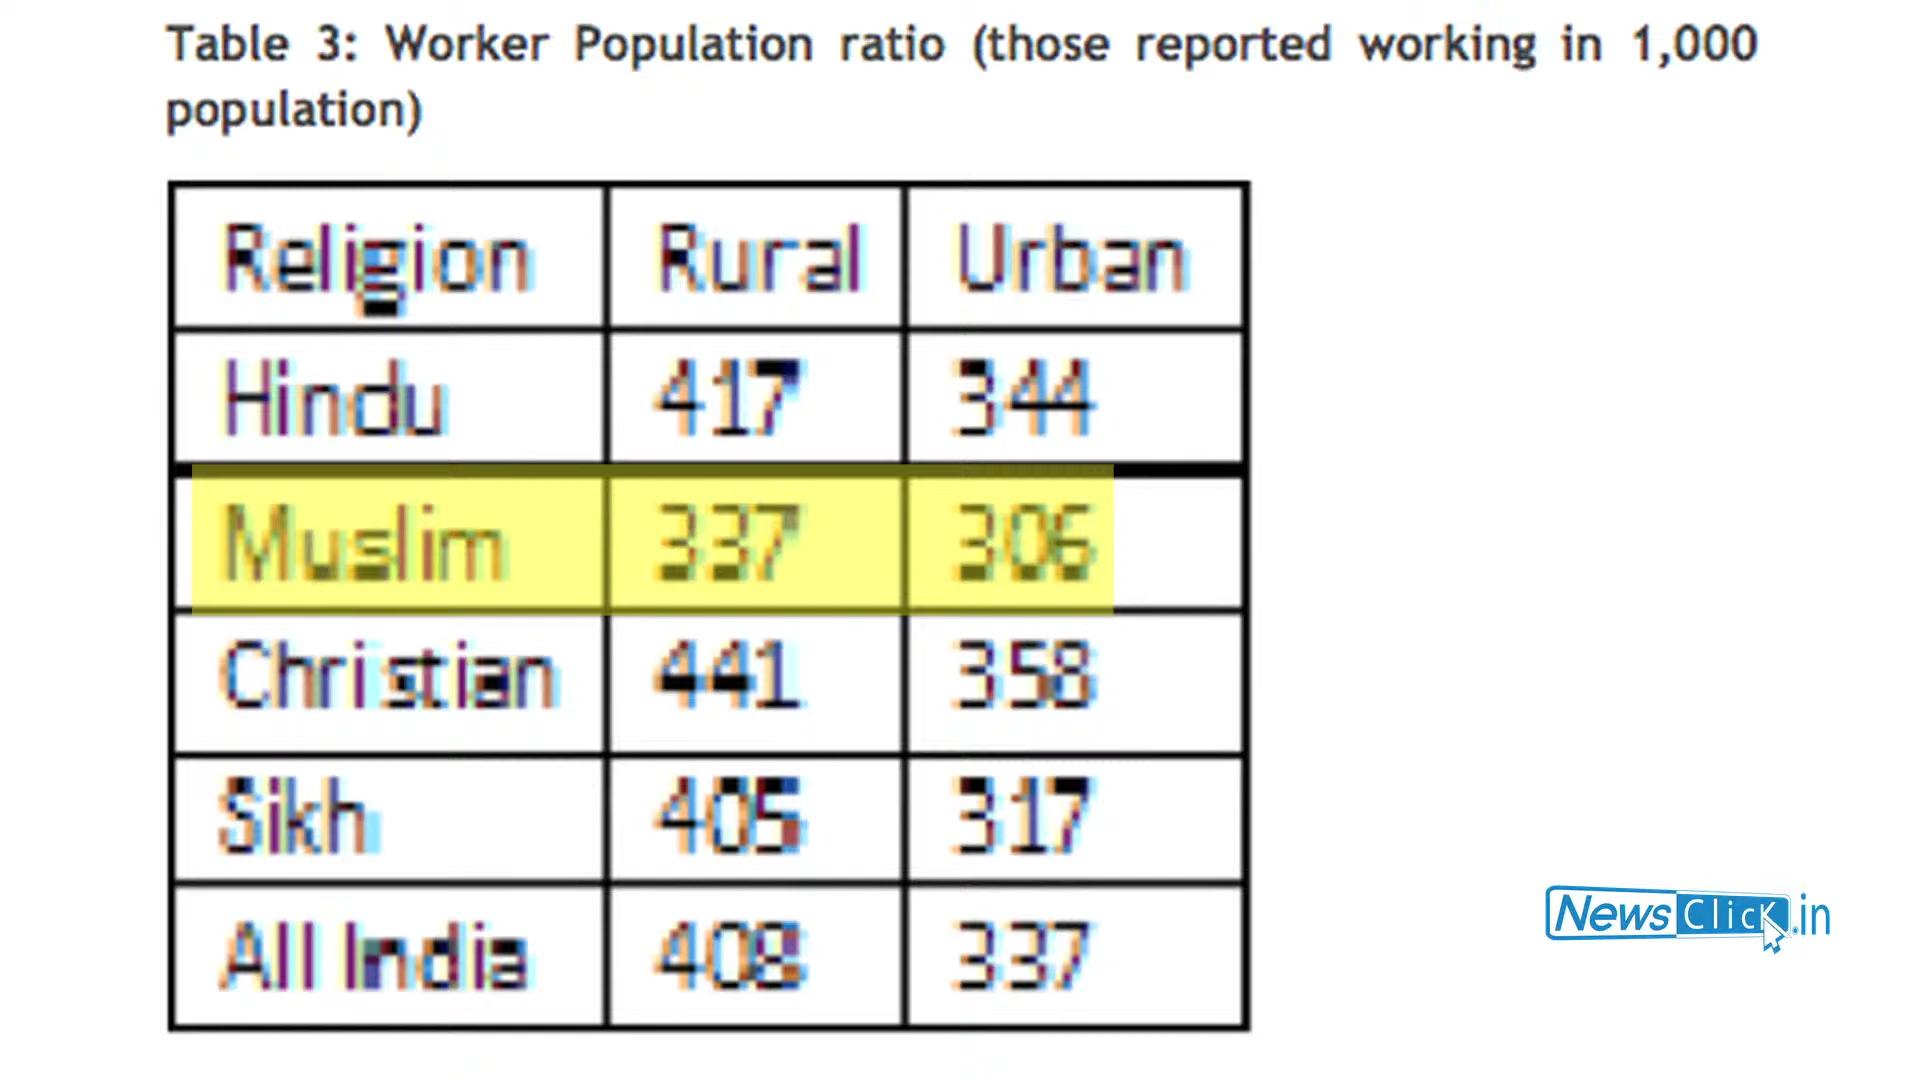 Table 3: Worker Population ratio (those reported working in 1,000
population)
Religion Rural Urban
Hindu 417 344
Muslim 337 306
Christian 441 358
Sikh 405 317
All India 408 337
NewsClick.in